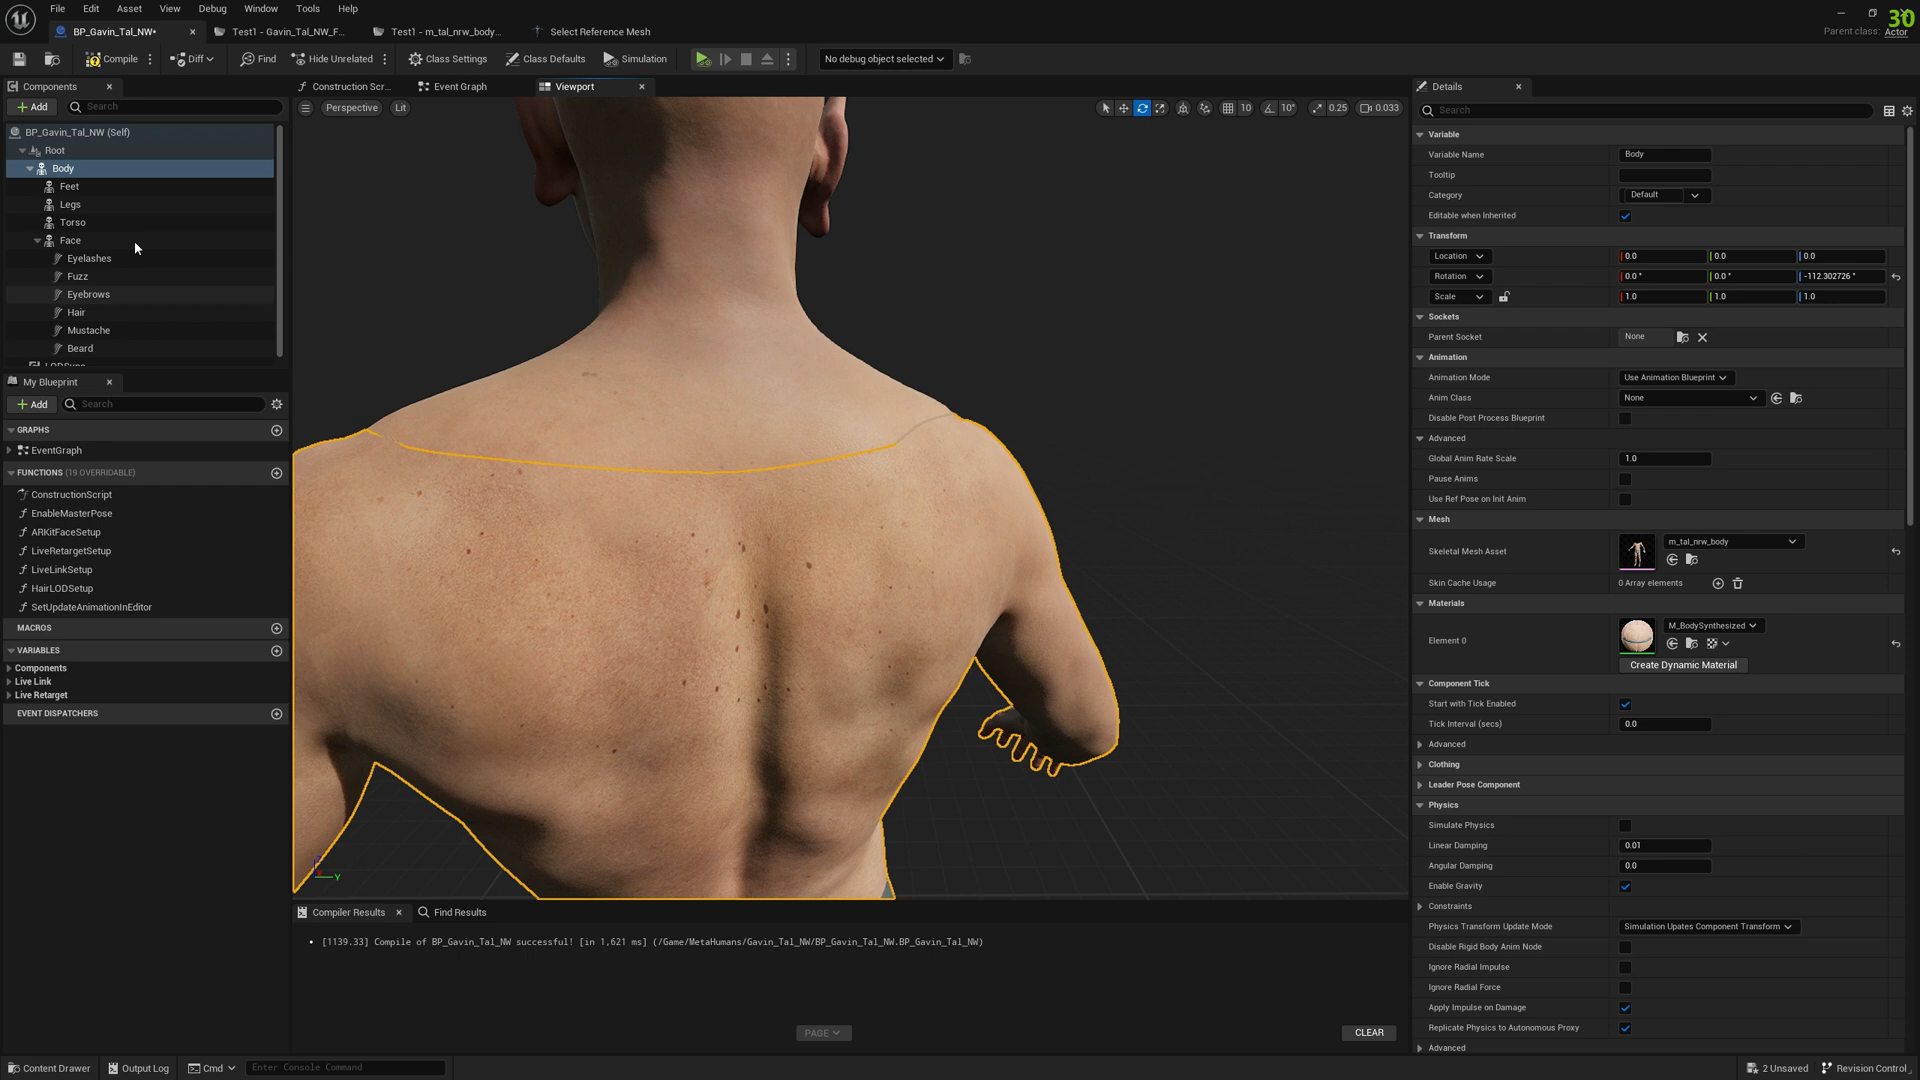 File Edit Asset View Debug Window Tools Help
30
BP_Gavin_Tal_NW*
Test1 - Gavin_Tal_NW_F...
Test1 - m_tal_nrw_body...
Select Reference Mesh
Parent class: Actor
Compile
Diff
Find
Hide Unrelated
Class Settings
Class Defaults
Simulation
No debug object selected
Components
Add
Search
BP_Gavin_Tal_NW (Self)
Root
Body
Feet
Legs
Torso
Face
Eyelashes
Fuzz
Eyebrows
Hair
Mustache
Beard
My Blueprint
Add
Search
GRAPHS
EventGraph
FUNCTIONS (19 OVERRIDABLE)
ConstructionScript
EnableMasterPose
ARKitFaceSetup
LiveRetargetSetup
LiveLinkSetup
HairLODSetup
SetUpdateAnimationInEditor
MACROS
VARIABLES
Components
Live Link
Live Retarget
EVENT DISPATCHERS
Construction Scr...
Event Graph
Viewport
Perspective
Lit
10
10°
0.25
0.033
Y
Compiler Results
Find Results
[1139.33] Compile of BP_Gavin_Tal_NW successful! [in 1,621 ms] (/Game/MetaHumans/Gavin_Tal_NW/BP_Gavin_Tal_NW.BP_Gavin_Tal_NW)
PAGE
CLEAR
Details
Search
Variable
Variable Name Body
Tooltip
Category Default
Editable when Inherited
Transform
Location 0.0 0.0 0.0
Rotation 0.0 ° 0.0 ° -112.302726 °
Scale 1.0 1.0 1.0
Sockets
Parent Socket None
Animation
Animation Mode Use Animation Blueprint
Anim Class None
Disable Post Process Blueprint
Advanced
Global Anim Rate Scale 1.0
Pause Anims
Use Ref Pose on Init Anim
Mesh
Skeletal Mesh Asset m_tal_nrw_body
Skin Cache Usage 0 Array elements
Materials
Element 0 M_BodySynthesized
Create Dynamic Material
Component Tick
Start with Tick Enabled
Tick Interval (secs) 0.0
Advanced
Clothing
Leader Pose Component
Physics
Simulate Physics
Linear Damping 0.01
Angular Damping 0.0
Enable Gravity
Constraints
Physics Transform Update Mode Simulation Upates Component Transform
Disable Rigid Body Anim Node
Ignore Radial Impulse
Ignore Radial Force
Apply Impulse on Damage
Replicate Physics to Autonomous Proxy
Advanced
Content Drawer
Output Log
Cmd
Enter Console Command
2 Unsaved
Revision Control